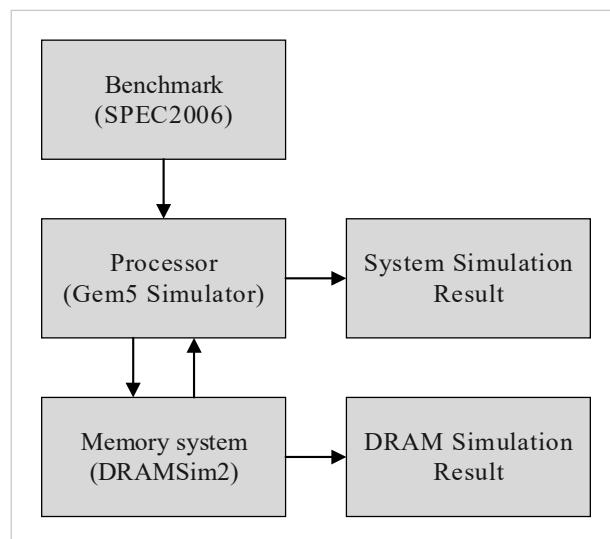 Benchmark
(SPEC2006)
Processor
(Gem5 Simulator)
System Simulation
Result
Memory system
(DRAMSim2)
DRAM Simulation
Result